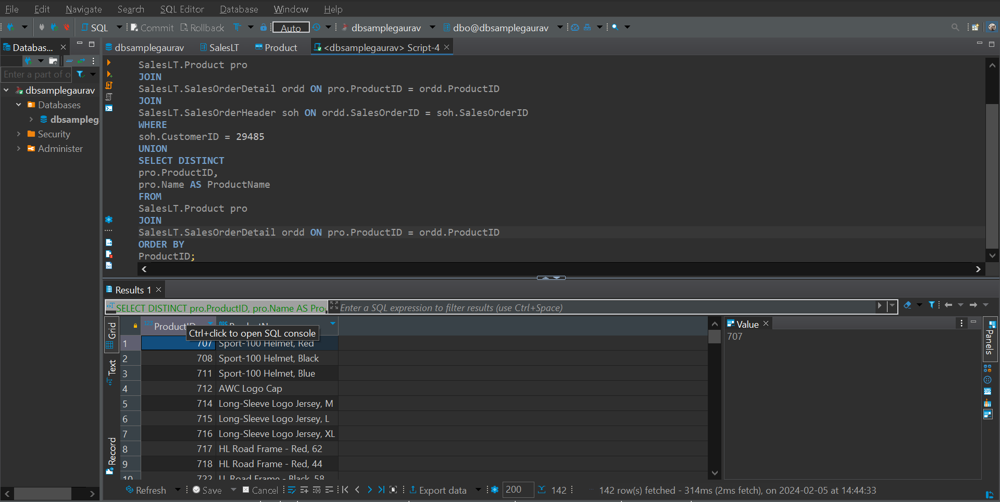 File Edit Navigate Search SQL Editor Database Window Help
SQL Commit Rollback Auto dbsamplegaurav dbo@dbsamplegaurav
Databas...
dbsamplegaurav SalesLT Product <dbsamplegaurav> Script-4
Enter a part of o
dbsamplegaurav
Databases
dbsampleg
Security
Administer
SalesLT.Product pro
JOIN
SalesLT.SalesOrderDetail ordd ON pro.ProductID = ordd.ProductID
JOIN
SalesLT.SalesOrderHeader soh ON ordd.SalesOrderID = soh.SalesOrderID
WHERE
soh.CustomerID = 29485
UNION
SELECT DISTINCT
pro.ProductID,
pro.Name AS ProductName
FROM
SalesLT.Product pro
JOIN
SalesLT.SalesOrderDetail ordd ON pro.ProductID = ordd.ProductID
ORDER BY
ProductID;
Results 1
SELECT DISTINCT pro.ProductID, pro.Name AS Pro
Enter a SQL expression to filter results (use Ctrl+Space)
Grid
Text
Record
123 ProductID ABC
Ctrl+click to open SQL console
1 707 Sport-100 Helmet, Red
2 708 Sport-100 Helmet, Black
3 711 Sport-100 Helmet, Blue
4 712 AWC Logo Cap
5 714 Long-Sleeve Logo Jersey, M
6 715 Long-Sleeve Logo Jersey, L
7 716 Long-Sleeve Logo Jersey, XL
8 717 HL Road Frame - Red, 62
9 718 HL Road Frame - Red, 44
10 722 LL Road Frame - Black, 58
Value
707
Panels
Refresh Save Cancel Export data 200 142 142 row(s) fetched - 314ms (2ms fetch), on 2024-02-05 at 14:44:33